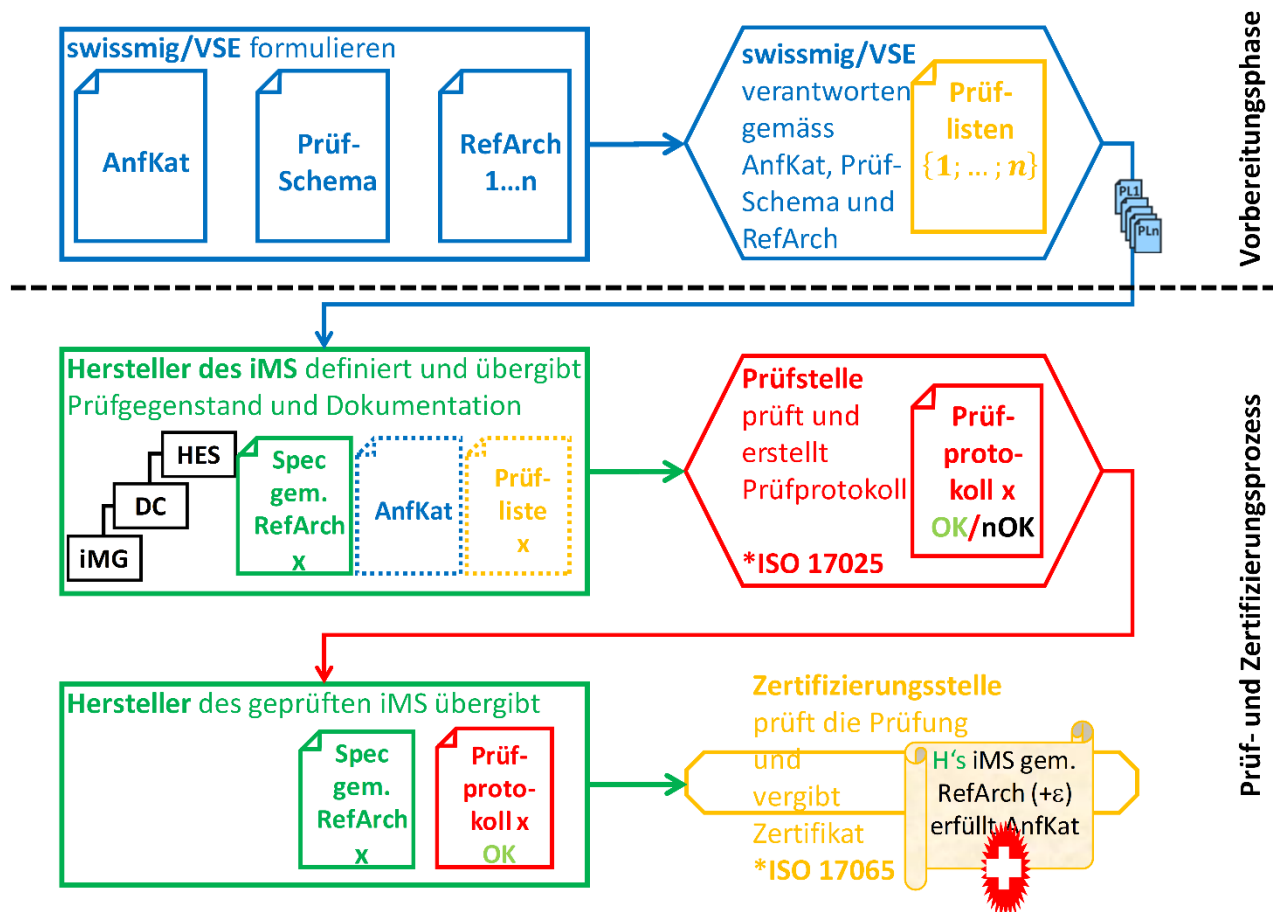 swissmig/VSE formulieren
AnfKat
Prüf-
Schema
RefArch
1...n
swissmig/VSE
verantworten
gemäss
AnfKat, Prüf-
Schema und
RefArch
Prüf-
listen
{1; … ; n}
PL1
PLn
Vorbereitungsphase
Hersteller des iMS definiert und übergibt
Prüfgegenstand und Dokumentation
HES
DC
iMG
Spec
gem.
RefArch
x
AnfKat
Prüf-
liste
x
Prüfstelle
prüft und
erstellt
Prüfprotokoll
*ISO 17025
Prüf-
proto-
koll x
OK/nOK
Prüf- und Zertifizierungsprozess
Hersteller des geprüften iMS übergibt
Spec
gem.
RefArch
x
Prüf-
proto-
koll x
OK
Zertifizierungsstelle
prüft die Prüfung
und
vergibt
Zertifikat
*ISO 17065
H‘s iMS gem.
RefArch (+ε)
erfüllt AnfKat